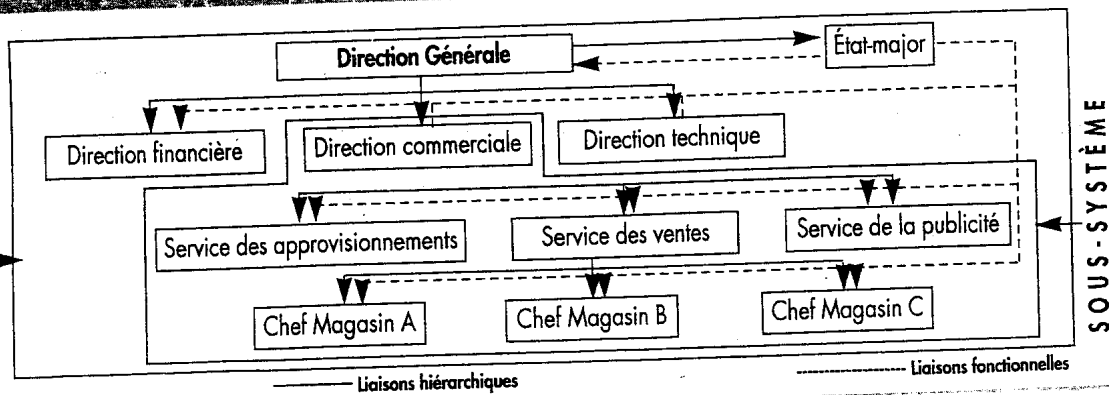 Direction Générale
État-major
Direction financière
Direction commerciale
Direction technique
Service des approvisionnements
Service des ventes
Service de la publicité
Chef Magasin A
Chef Magasin B
Chef Magasin C
SOUS-SYSTÈME
Liaisons hiérarchiques
Liaisons fonctionnelles